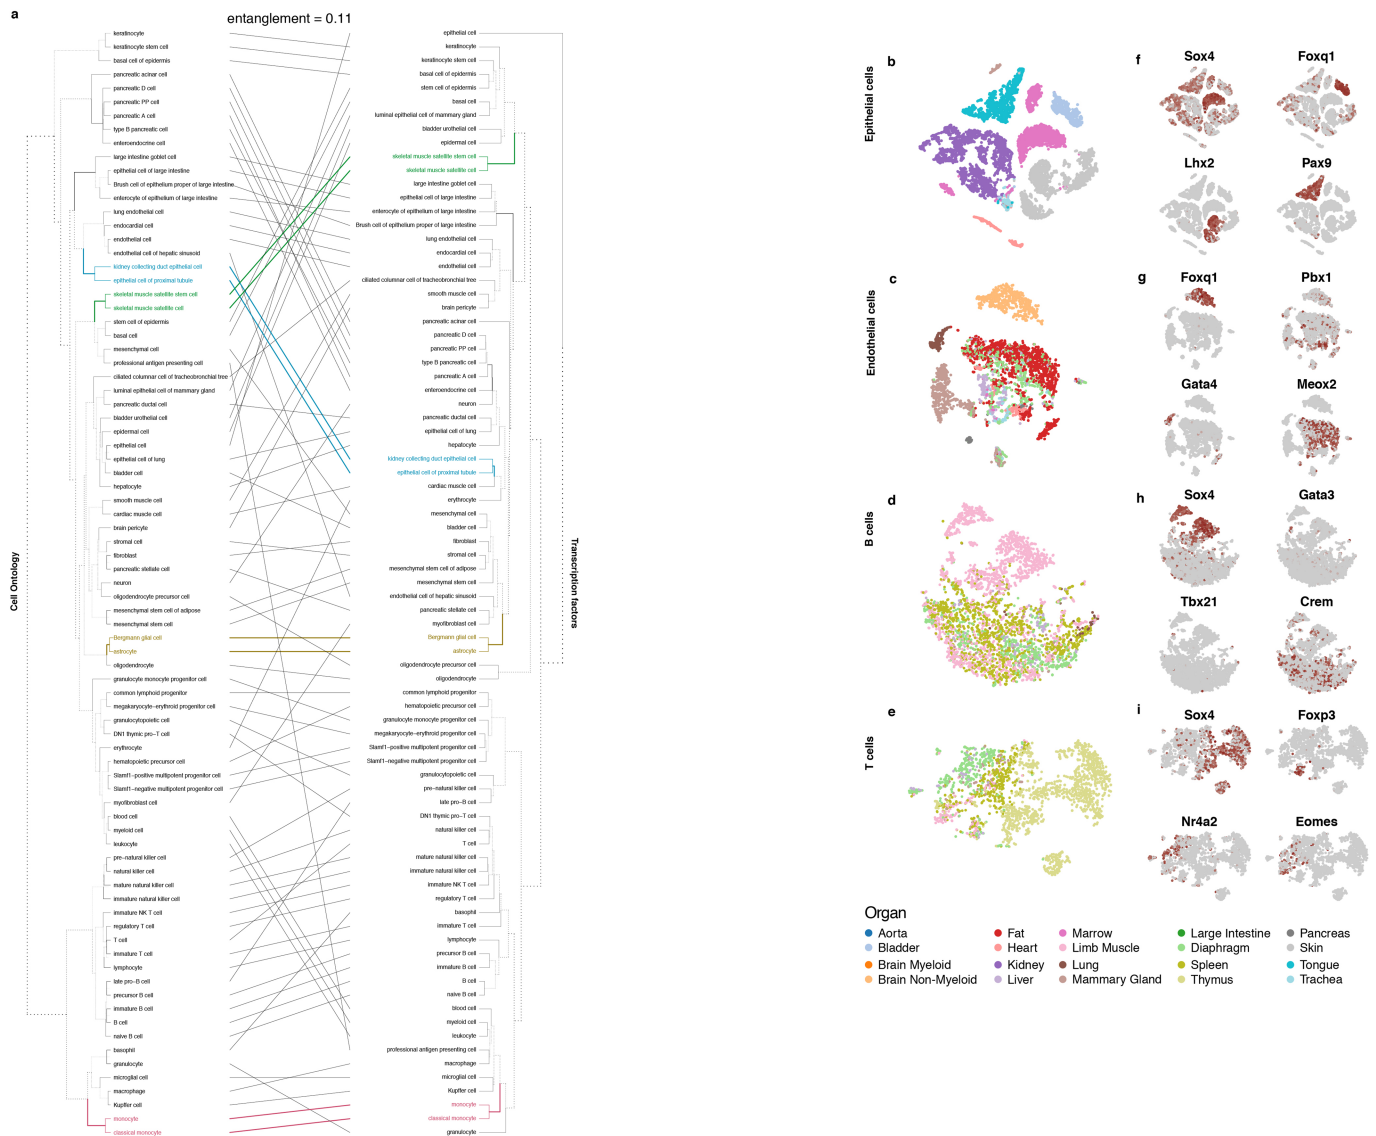 a
entanglement = 0.11
Cell Ontology
keratinocyte
keratinocyte stem cell
basal cell of epidermis
pancreatic acinar cell
pancreatic D cell
pancreatic PP cell
pancreatic A cell
type B pancreatic cell
enteroendocrine cell
large intestine goblet cell
epithelial cell of large intestine
Brush cell of epithelium proper of large intestine
enterocyte of epithelium of large intestine
lung endothelial cell
endocardial cell
endothelial cell
endothelial cell of hepatic sinusoid
kidney collecting duct epithelial cell
epithelial cell of proximal tubule
skeletal muscle satellite stem cell
skeletal muscle satellite cell
stem cell of epidermis
basal cell
mesenchymal cell
professional antigen presenting cell
ciliated columnar cell of tracheobronchial tree
luminal epithelial cell of mammary gland
pancreatic ductal cell
bladder urothelial cell
epidermal cell
epithelial cell
epithelial cell of lung
bladder cell
hepatocyte
smooth muscle cell
cardiac muscle cell
brain pericyte
stromal cell
fibroblast
pancreatic stellate cell
neuron
oligodendrocyte precursor cell
mesenchymal stem cell of adipose
mesenchymal stem cell
Bergmann glial cell
astrocyte
oligodendrocyte
granulocyte monocyte progenitor cell
common lymphoid progenitor
megakaryocyte-erythroid progenitor cell
granulocytopoietic cell
DN1 thymic pro-T cell
erythrocyte
hematopoietic precursor cell
Slamf1-positive multipotent progenitor cell
Slamf1-negative multipotent progenitor cell
myofibroblast cell
blood cell
myeloid cell
leukocyte
pre-natural killer cell
natural killer cell
mature natural killer cell
immature natural killer cell
immature NK T cell
regulatory T cell
T cell
immature T cell
lymphocyte
late pro-B cell
precursor B cell
immature B cell
B cell
naive B cell
basophil
granulocyte
microglial cell
macrophage
Kupffer cell
monocyte
classical monocyte
epithelial cell
keratinocyte
keratinocyte stem cell
basal cell of epidermis
stem cell of epidermis
basal cell
luminal epithelial cell of mammary gland
bladder urothelial cell
epidermal cell
skeletal muscle satellite stem cell
skeletal muscle satellite cell
large intestine goblet cell
epithelial cell of large intestine
enterocyte of epithelium of large intestine
Brush cell of epithelium proper of large intestine
lung endothelial cell
endocardial cell
endothelial cell
ciliated columnar cell of tracheobronchial tree
smooth muscle cell
brain pericyte
pancreatic acinar cell
pancreatic D cell
pancreatic PP cell
type B pancreatic cell
pancreatic A cell
enteroendocrine cell
neuron
pancreatic ductal cell
epithelial cell of lung
hepatocyte
kidney collecting duct epithelial cell
epithelial cell of proximal tubule
cardiac muscle cell
erythrocyte
mesenchymal cell
bladder cell
fibroblast
stromal cell
mesenchymal stem cell of adipose
mesenchymal stem cell
endothelial cell of hepatic sinusoid
pancreatic stellate cell
myofibroblast cell
Bergmann glial cell
astrocyte
oligodendrocyte precursor cell
oligodendrocyte
common lymphoid progenitor
hematopoietic precursor cell
granulocyte monocyte progenitor cell
megakaryocyte-erythroid progenitor cell
Slamf1-positive multipotent progenitor cell
Slamf1-negative multipotent progenitor cell
granulocytopoietic cell
pre-natural killer cell
late pro-B cell
DN1 thymic pro-T cell
natural killer cell
T cell
mature natural killer cell
immature natural killer cell
immature NK T cell
regulatory T cell
basophil
immature T cell
lymphocyte
precursor B cell
immature B cell
B cell
naive B cell
blood cell
myeloid cell
leukocyte
professional antigen presenting cell
macrophage
microglial cell
Kupffer cell
monocyte
classical monocyte
granulocyte
Transcription factors
b
Epithelial cells
f
Sox4 Foxq1
Lhx2 Pax9
c
Endothelial cells
g
Foxq1 Pbx1
Gata4 Meox2
d
B cells
h
Sox4 Gata3
Tbx21 Crem
e
T cells
i
Sox4 Foxp3
Nr4a2 Eomes
Organ
Aorta Fat Marrow Large Intestine Pancreas
Bladder Heart Limb Muscle Diaphragm Skin
Brain Myeloid Kidney Lung Spleen Tongue
Brain Non-Myeloid Liver Mammary Gland Thymus Trachea